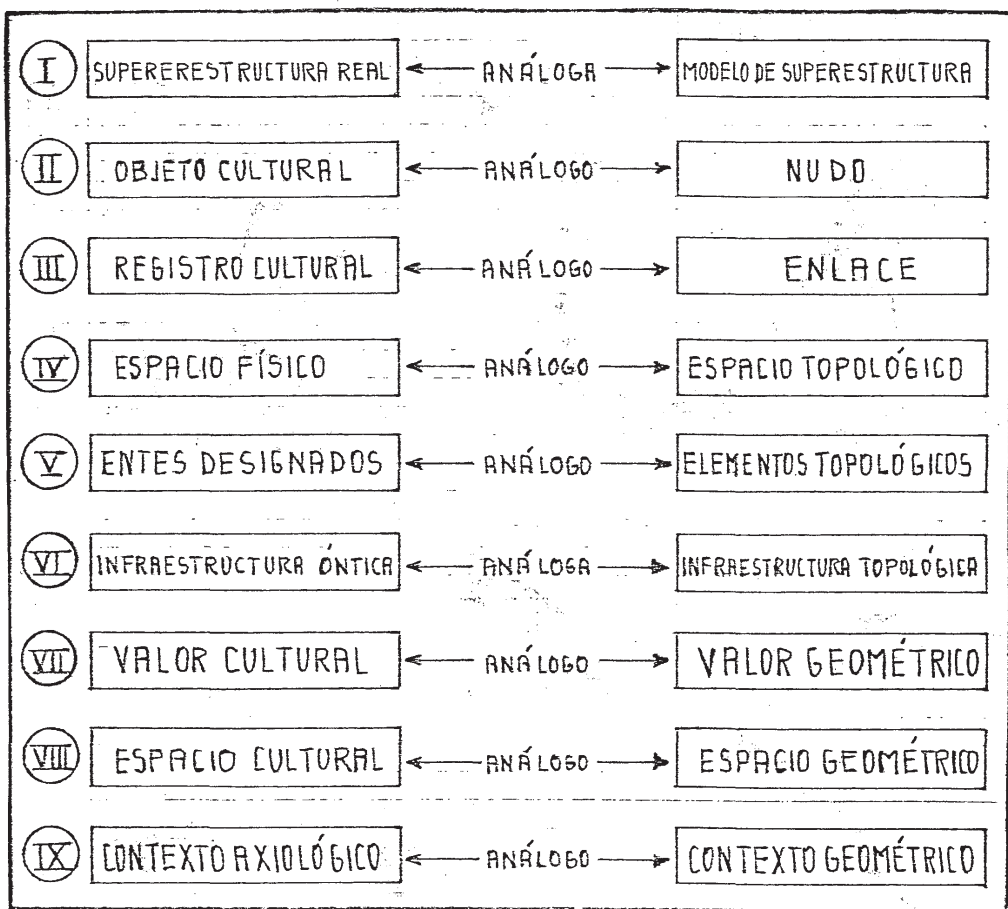 I SUPERERESTRUCTURA REAL ANÁLOGA MODELO DE SUPERESTRUCTURA
II OBJETO CULTURAL ANÁLOGO NUDO
III REGISTRO CULTURAL ANÁLOGO ENLACE
IV ESPACIO FÍSICO ANÁLOGO ESPACIO TOPOLÓGICO
V ENTES DESIGNADOS ANÁLOGO ELEMENTOS TOPOLÓGICOS
VI INFRAESTRUCTURA ÓNTICA ANÁLOGA INFRAESTRUCTURA TOPOLÓGICA
VII VALOR CULTURAL ANÁLOGO VALOR GEOMÉTRICO
VIII ESPACIO CULTURAL ANÁLOGO ESPACIO GEOMÉTRICO
IX CONTEXTO AXIOLÓGICO ANÁLOGO CONTEXTO GEOMÉTRICO